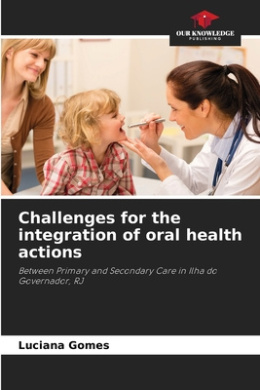 OUR KNOWLEDGE
PUBLISHING
Challenges for the
integration of oral health
actions
Between Primary and Secondary Care in Ilha do
Governador, RJ
Luciana Gomes